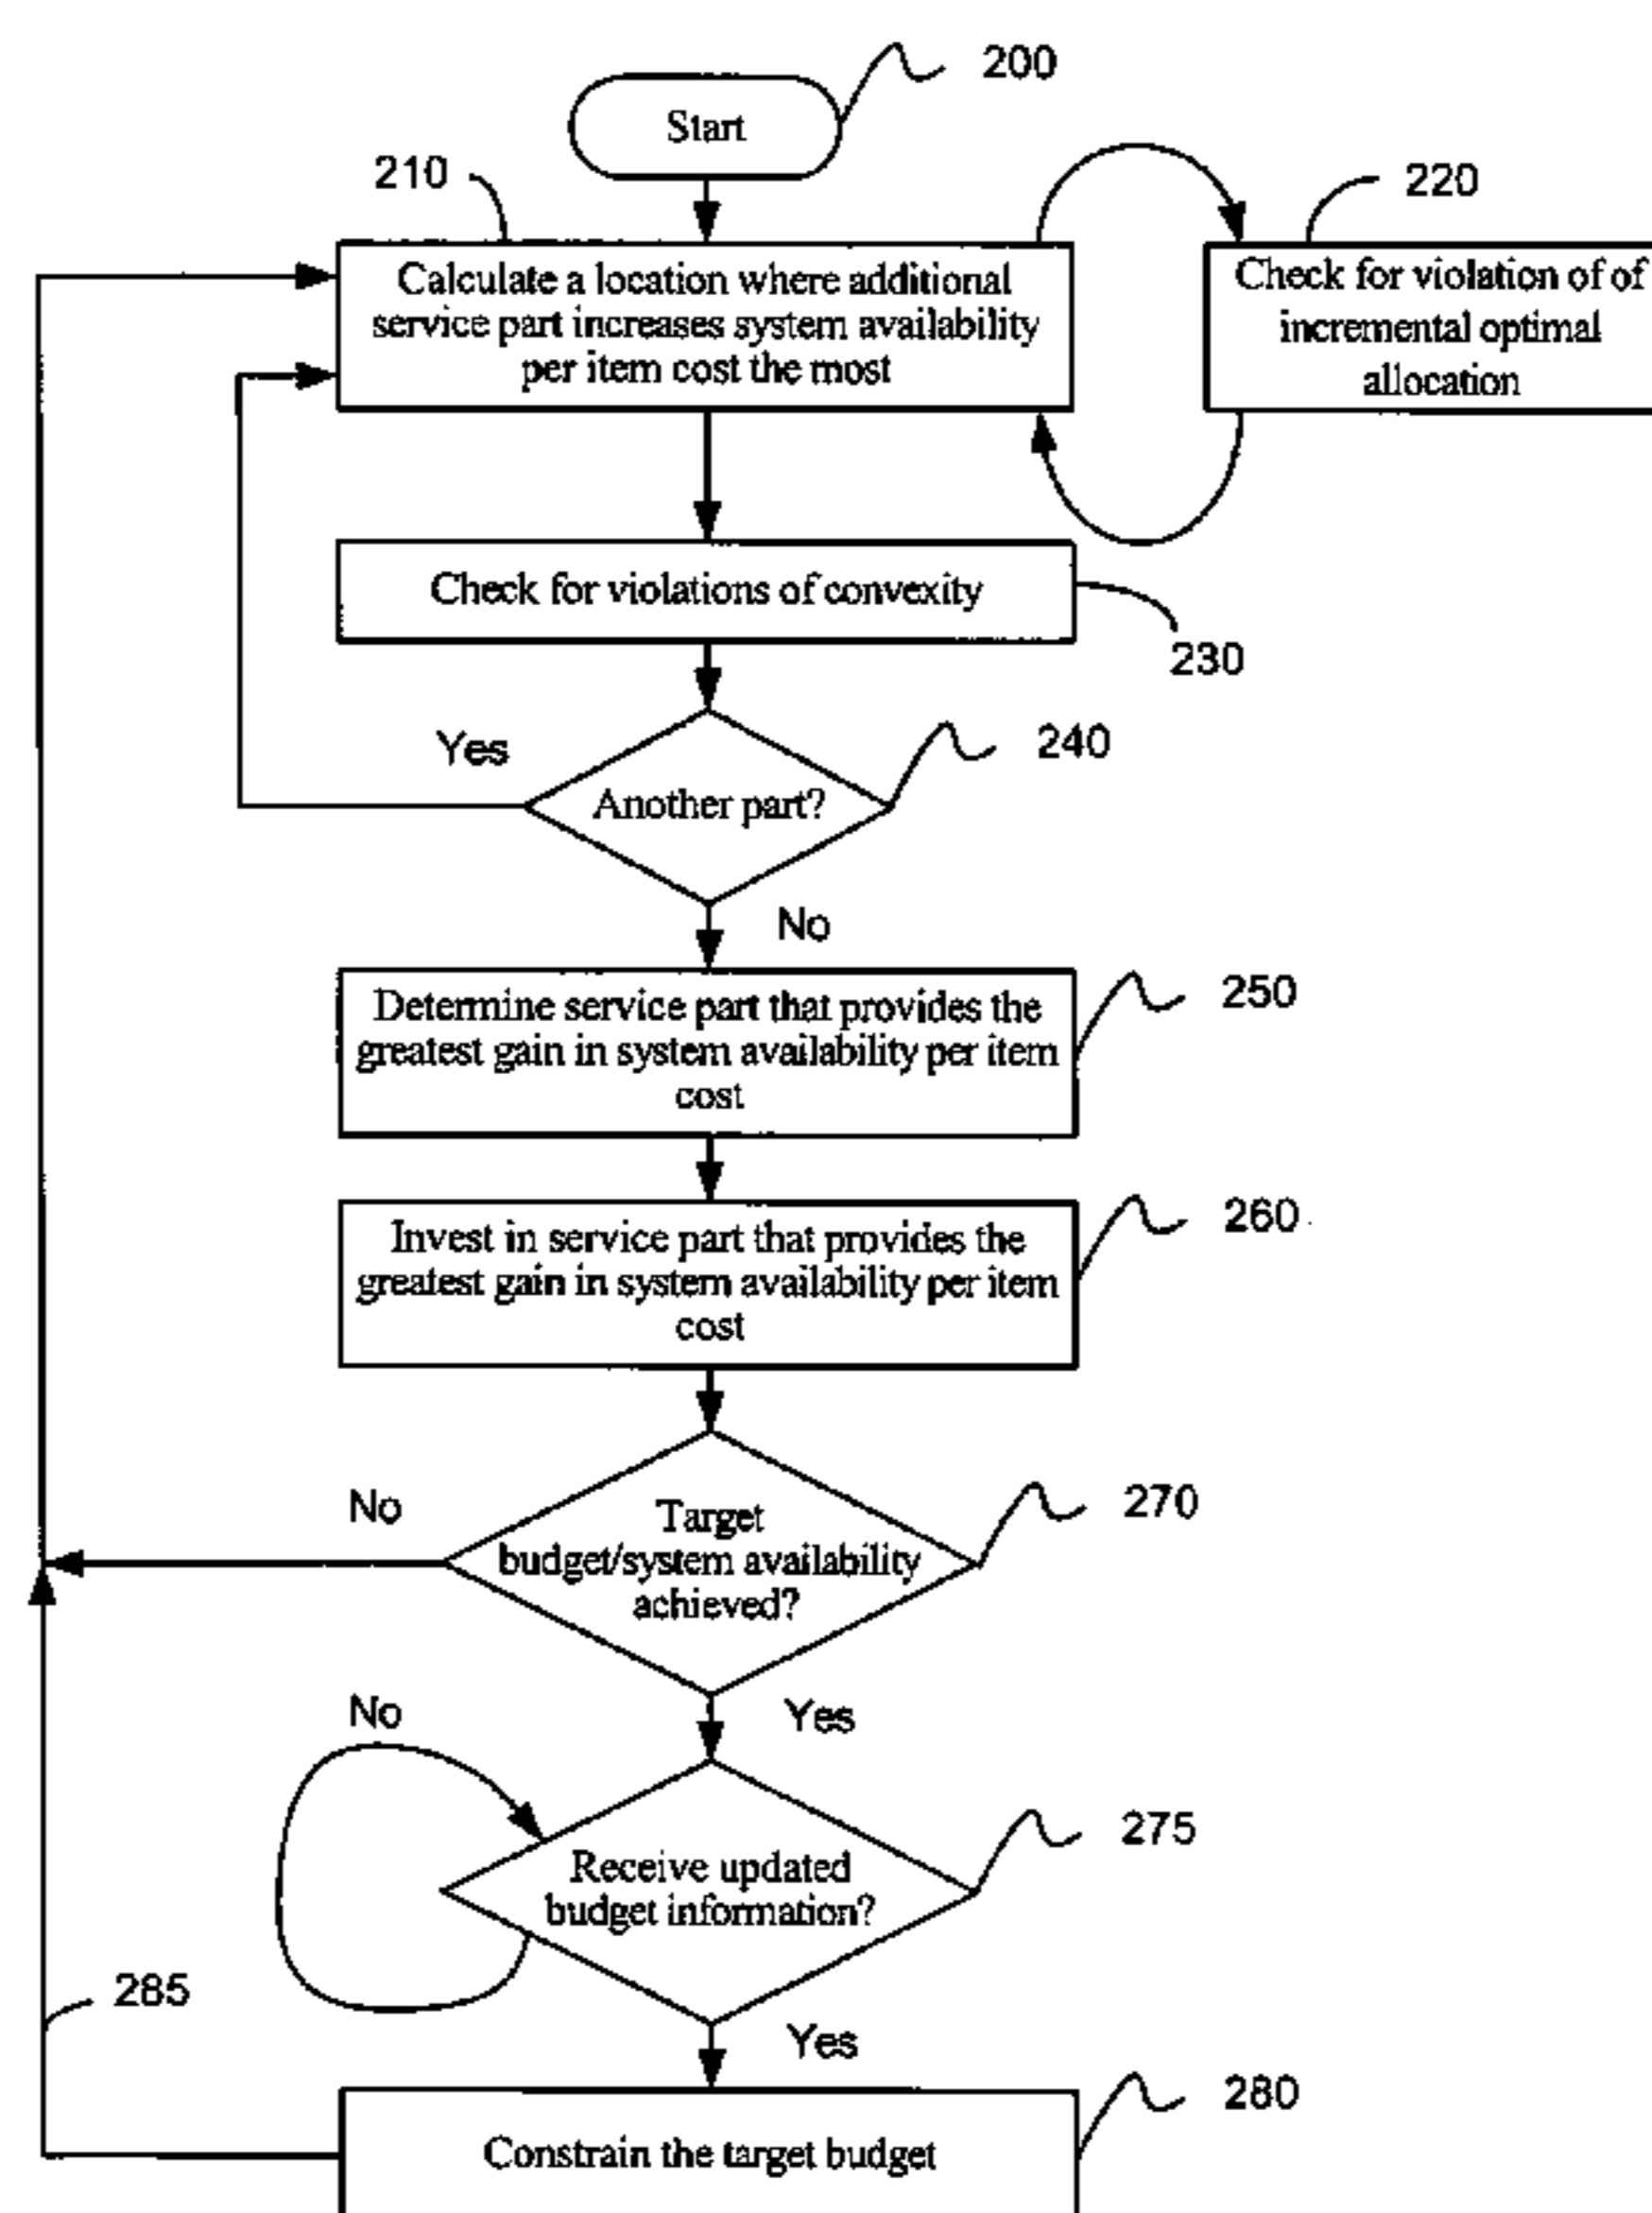 200
Start
210
220
Calculate a location where additional
service part increases system availability
per item cost the most
Check for violation of of
incremental optimal
allocation
Check for violations of convexity
230
Yes
240
Another part?
No
250
Determine service part that provides the
greatest gain in system availability per item
cost
260
Invest in service part that provides the
greatest gain in system availability per item
cost
270
No
Target
budget/system availability
achieved?
Yes
No
275
Receive updated
budget information?
285
Yes
280
Constrain the target budget